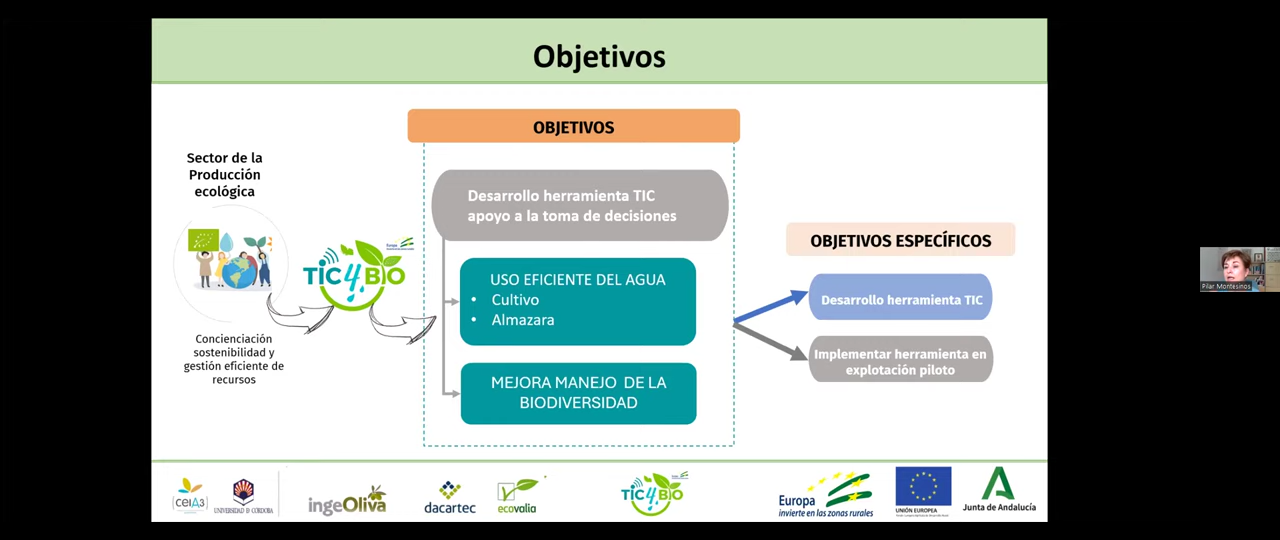 Objetivos
OBJETIVOS
Sector de la
Producción
ecológica
Desarrollo herramienta TIC
apoyo a la toma de decisiones
OBJETIVOS ESPECÍFICOS
Europa
TIC4BIO
USO EFICIENTE DEL AGUA
• Cultivo
• Almazara
Desarrollo herramienta TIC
Pilar Montesinos
Concienciación
sostenibilidad y
gestión eficiente de
recursos
Implementar herramienta en
explotación piloto
MEJORA MANEJO DE LA
BIODIVERSIDAD
ceiA3
UNIVERSIDAD D CÓRDOBA
ingeOliva
dacartec
ecovalia
TIC4BIO
Europa
invierte en las zonas rurales
UNIÓN EUROPEA
Junta de Andalucía